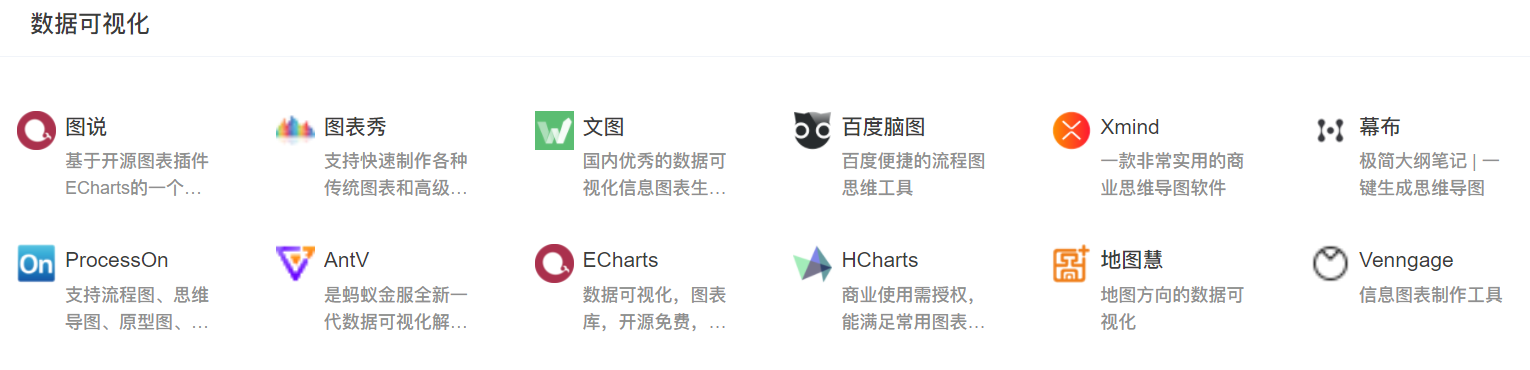 数据可视化
图说
基于开源图表插件
ECharts的一个…
图表秀
支持快速制作各种
传统图表和高级…
文图
国内优秀的数据可
视化信息图表生…
百度脑图
百度便捷的流程图
思维工具
Xmind
一款非常实用的商
业思维导图软件
幕布
极简大纲笔记 | 一
键生成思维导图
On
ProcessOn
支持流程图、思维
导图、原型图、…
AntV
是蚂蚁金服全新一
代数据可视化解…
ECharts
数据可视化，图表
库，开源免费，…
HCharts
商业使用需授权，
能满足常用图表…
地图慧
地图方向的数据可
视化
Venngage
信息图表制作工具